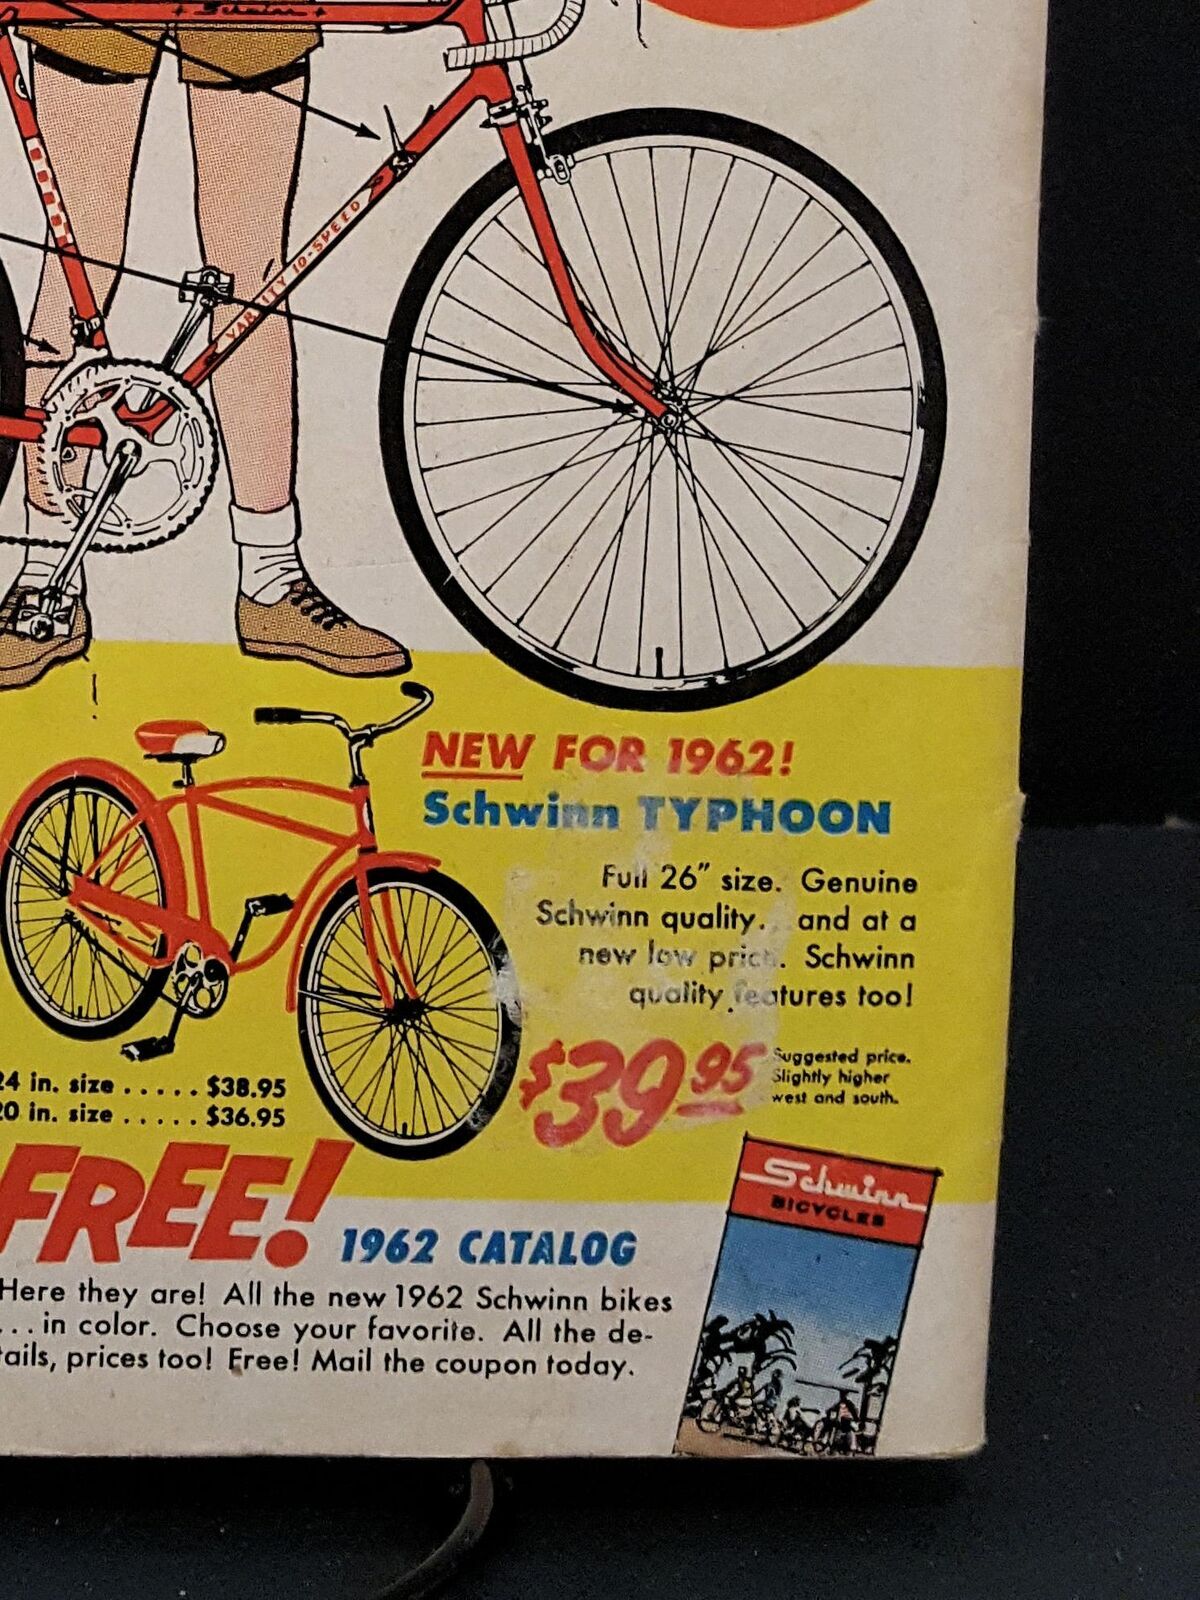 Schwinn
VARSITY 10-SPEED
NEW FOR 1962!
Schwinn TYPHOON
Full 26" size. Genuine
Schwinn quality... and at a
new low price. Schwinn
quality features too!
$39.95
Suggested price.
Slightly higher
west and south.
24 in. size ..... $38.95
20 in. size ..... $36.95
FREE!
1962 CATALOG
Here they are! All the new 1962 Schwinn bikes
...in color. Choose your favorite. All the de-
tails, prices too! Free! Mail the coupon today.
Schwinn
BICYCLES